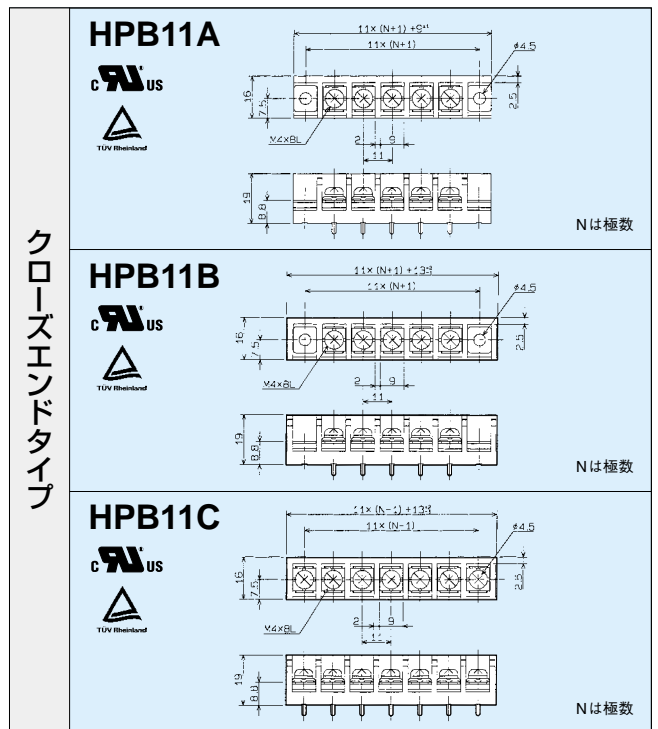 クローズエンドタイプ
HPB11A
11×(N+1)+9
11×(N+1)
φ4.5
16
7.5
2.5
M4×8L
2
9
11
c US
TÜV Rheinland
19
8.8
Nは極数
HPB11B
11×(N+1)+13
11×(N+1)
φ4.5
16
7.5
2.5
M4×8L
2
9
11
c US
TÜV Rheinland
19
8.8
Nは極数
HPB11C
11×(N-1)+13
11×(N-1)
φ4.5
16
7.5
2.5
M4×8L
2
9
11
c US
TÜV Rheinland
19
8.8
Nは極数